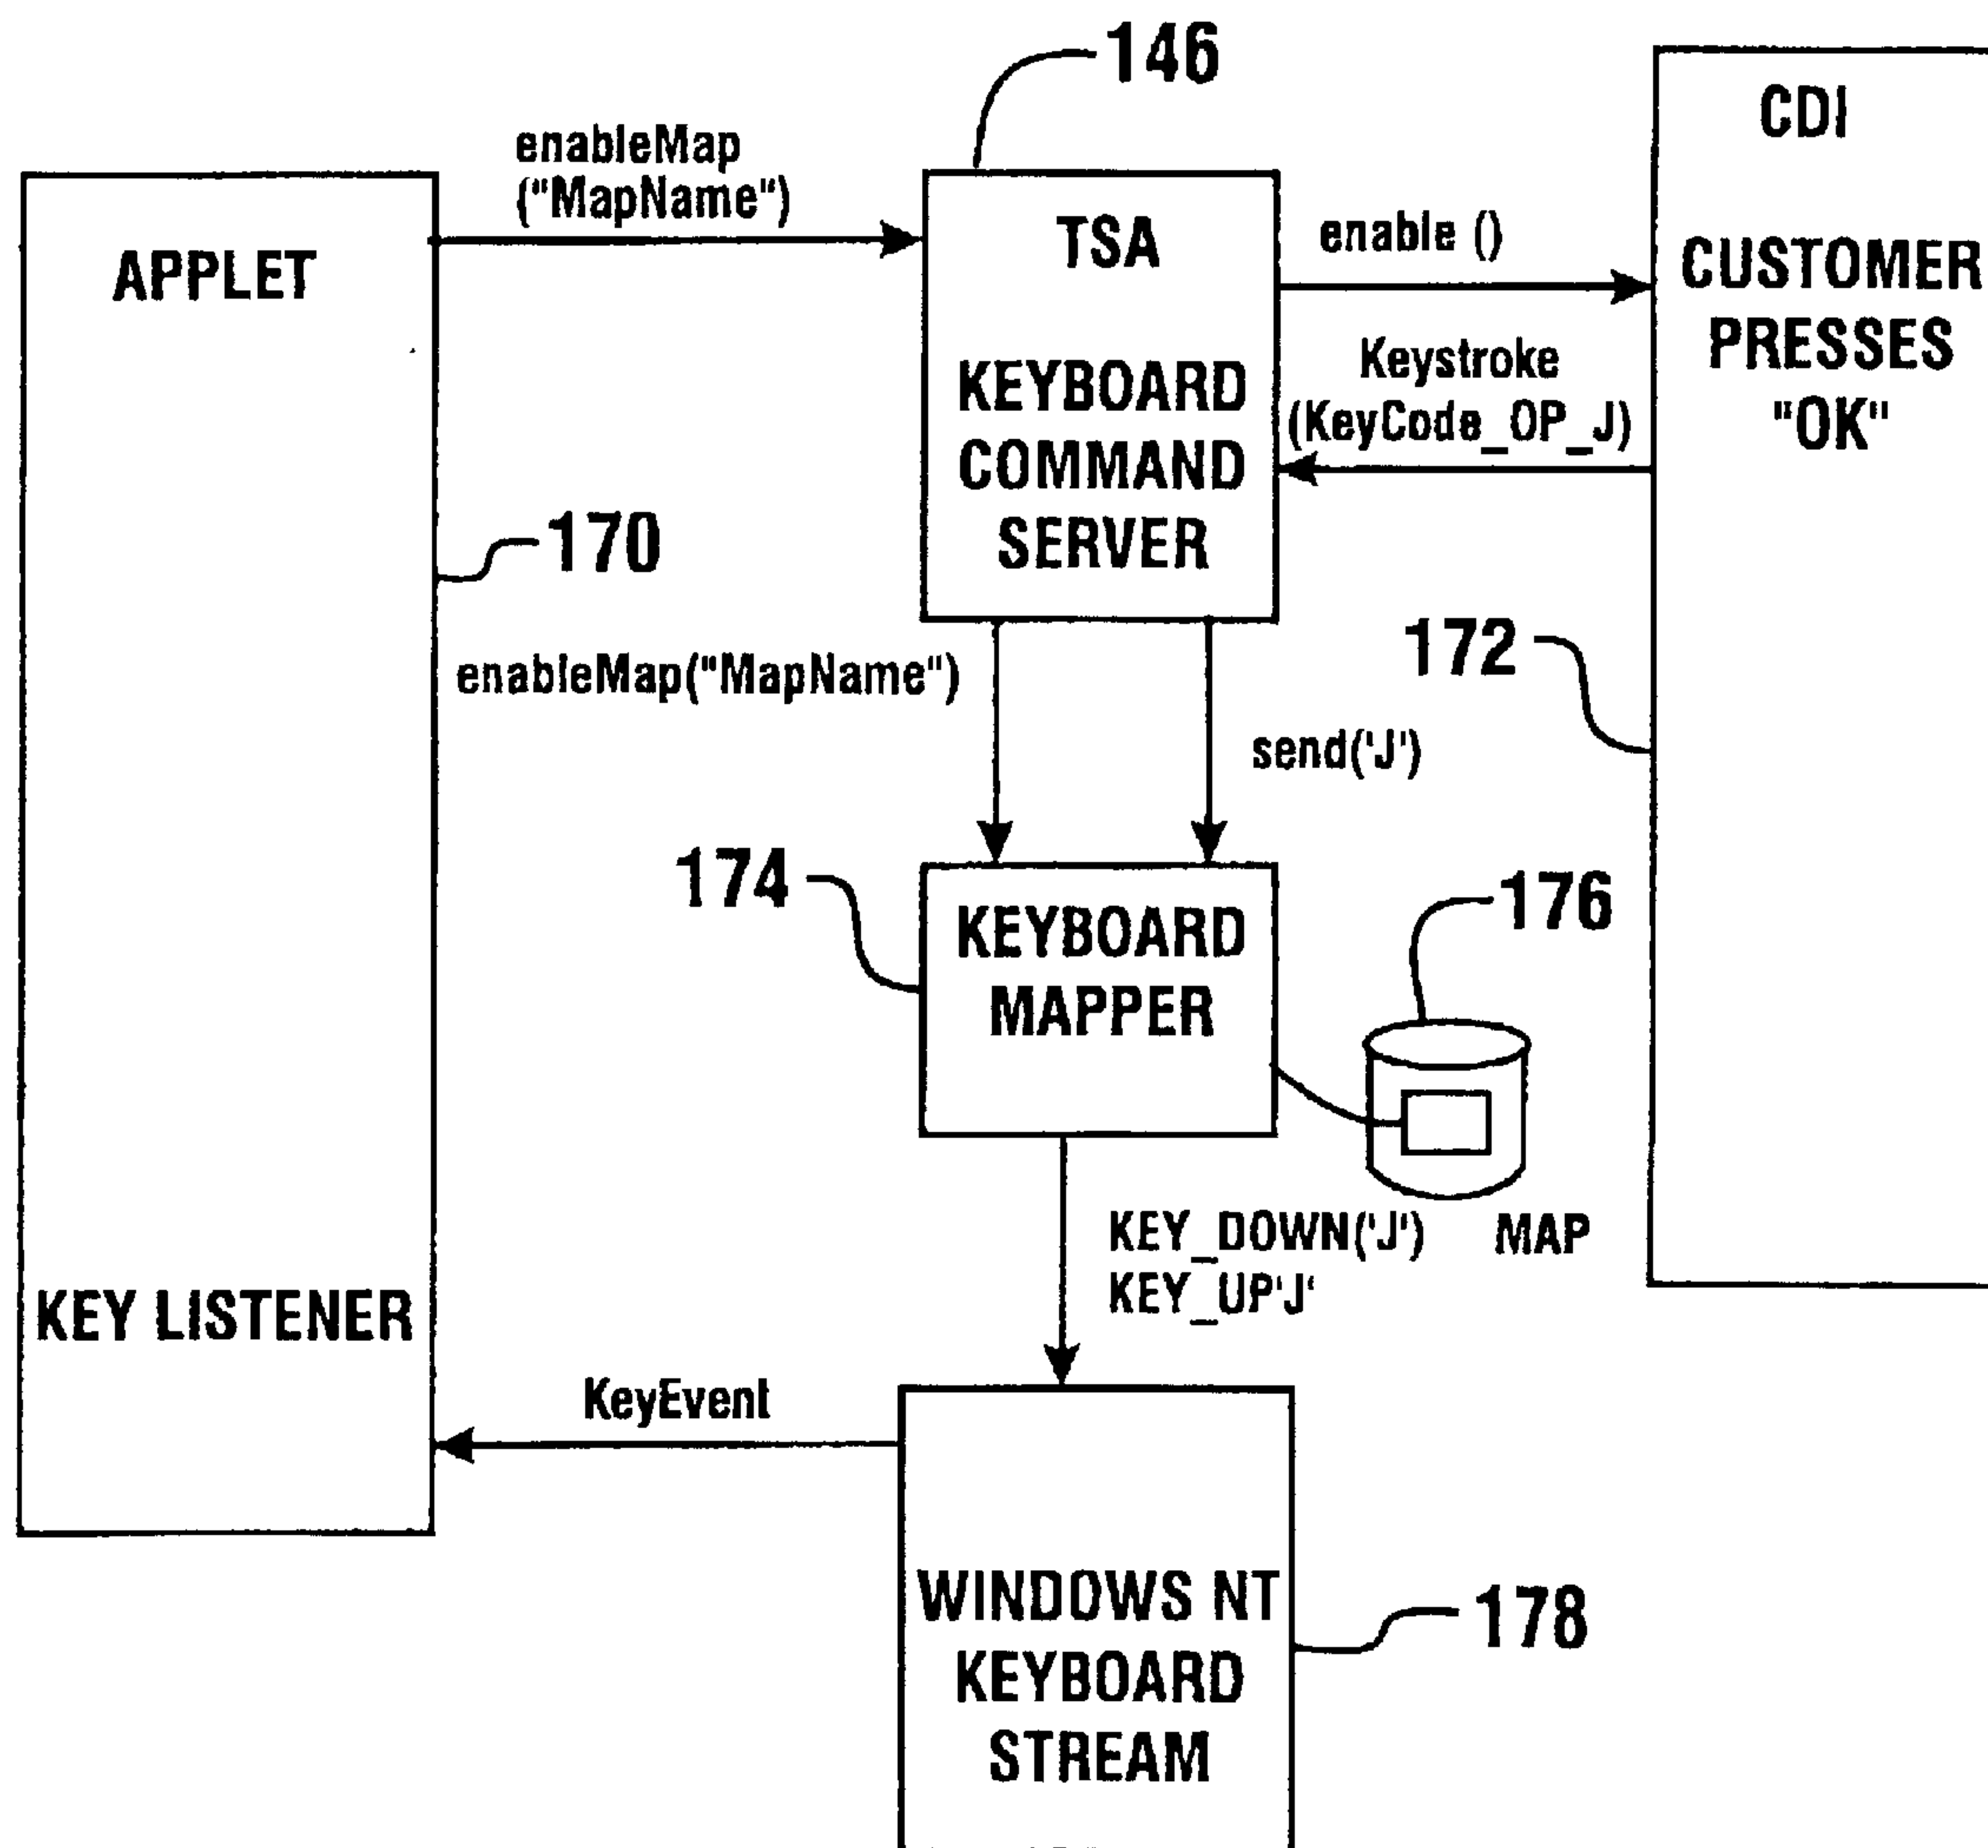 146
CDI
enableMap
("MapName")
APPLET
TSA
enable ()
CUSTOMER
PRESSES
"OK"
Keystroke
(KeyCode_OP_J)
KEYBOARD
COMMAND
SERVER
170
172
enableMap("MapName")
send('J')
174
KEYBOARD
MAPPER
176
KEY_DOWN('J')
KEY_UP'J'
MAP
KEY LISTENER
KeyEvent
WINDOWS NT
KEYBOARD
STREAM
178